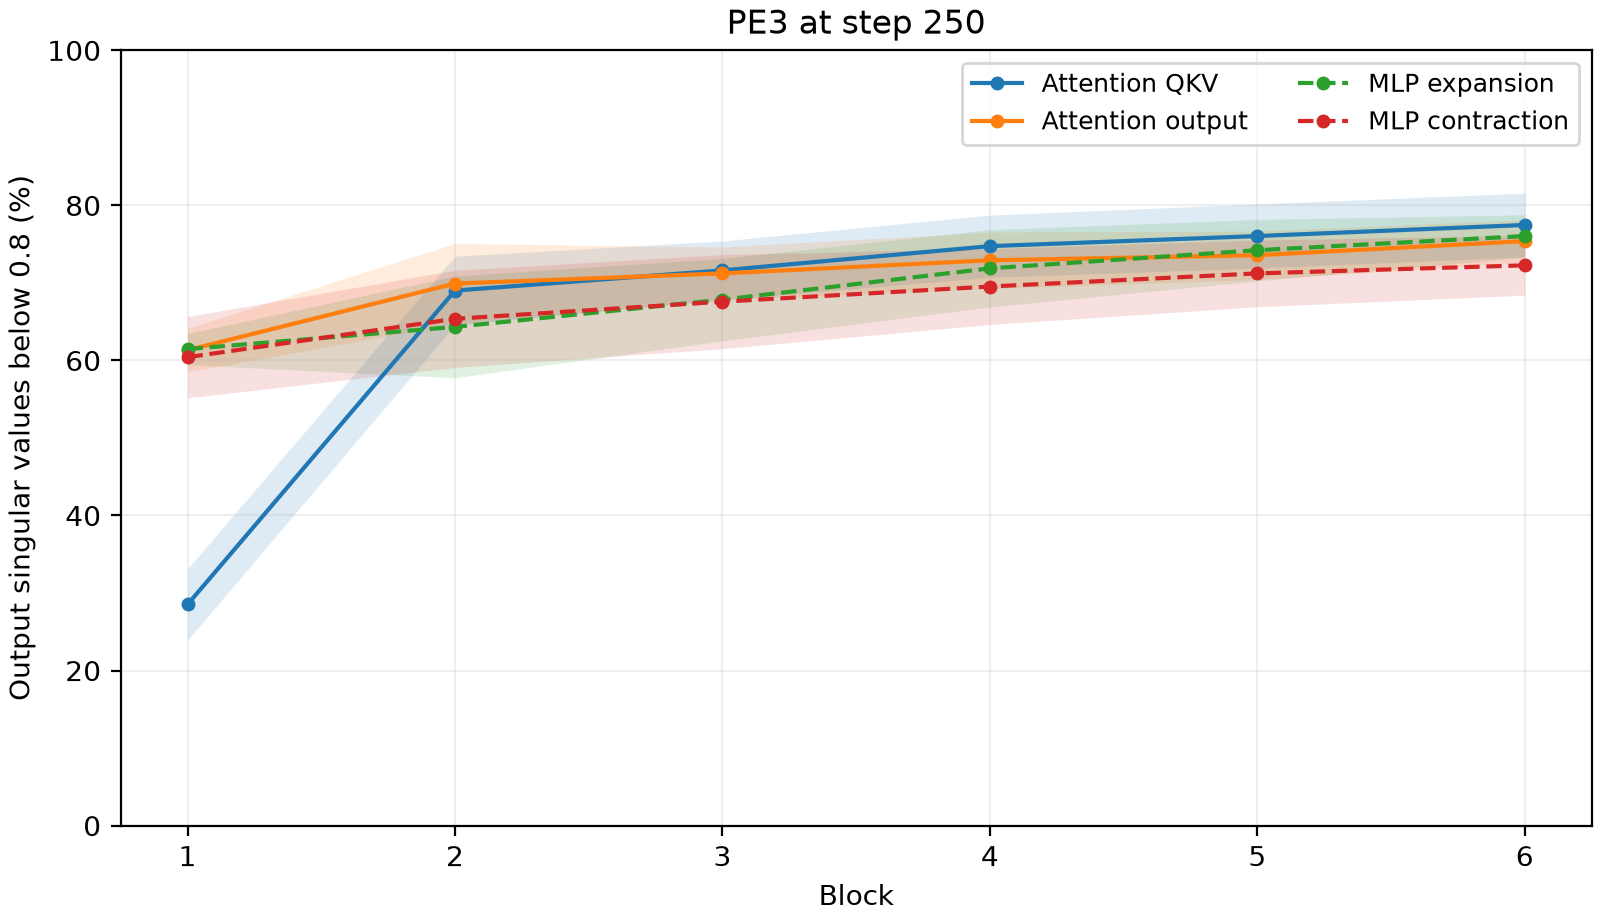 PE3 at step 250
Attention QKV
Attention output
MLP expansion
MLP contraction
Output singular values below 0.8 (%)
100
80
60
40
20
0
1 2 3 4 5 6
Block